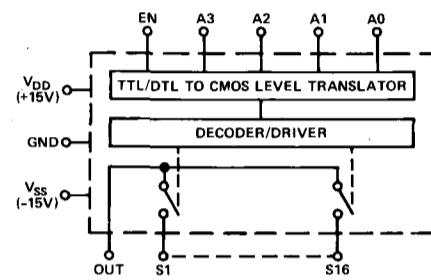 EN A3 A2 A1 A0
VDD
(+15V)
TTL/DTL TO CMOS LEVEL TRANSLATOR
DECODER/DRIVER
GND
VSS
(-15V)
OUT S1 S16